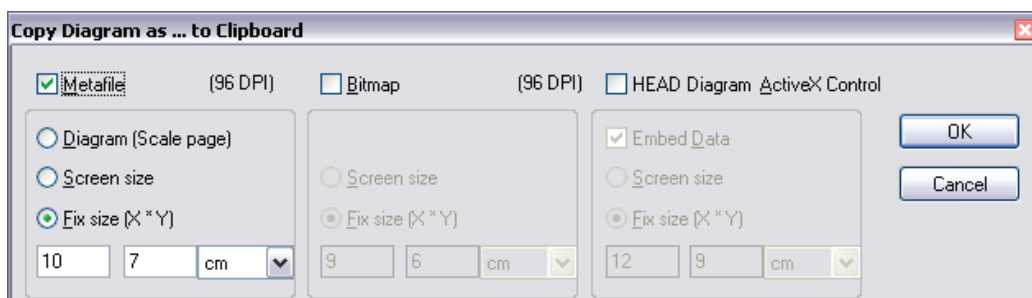 Copy Diagram as ... to Clipboard
Metafile (96 DPI) Bitmap (96 DPI) HEAD Diagram ActiveX Control
Diagram (Scale page) Embed Data OK
Screen size Screen size Screen size Cancel
Fix size (X * Y) Fix size (X * Y) Fix size (X * Y)
10 7 cm 9 6 cm 12 9 cm